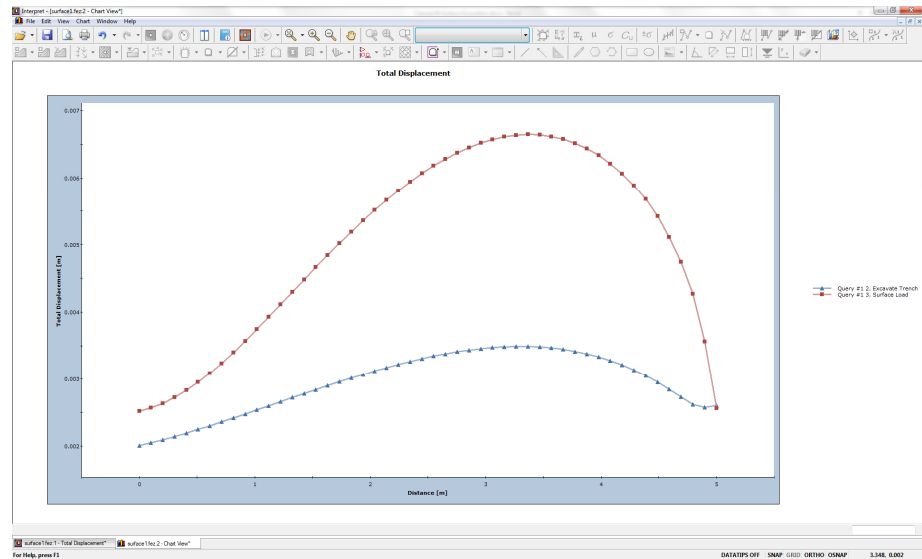 Interpret - [surface1.fez:2 - Chart View*]
File Edit View Chart Window Help
Total Displacement
0.007
0.006
0.005
0.004
0.003
0.002
Total Displacement [m]
0 1 2 3 4 5
Distance [m]
Query #1 2. Excavate Trench
Query #1 3. Surface Load
surface1.fez:1 - Total Displacement* surface1.fez:2 - Chart View*
For Help, press F1 DATATIPS OFF SNAP GRID ORTHO OSNAP 3.348, 0.002